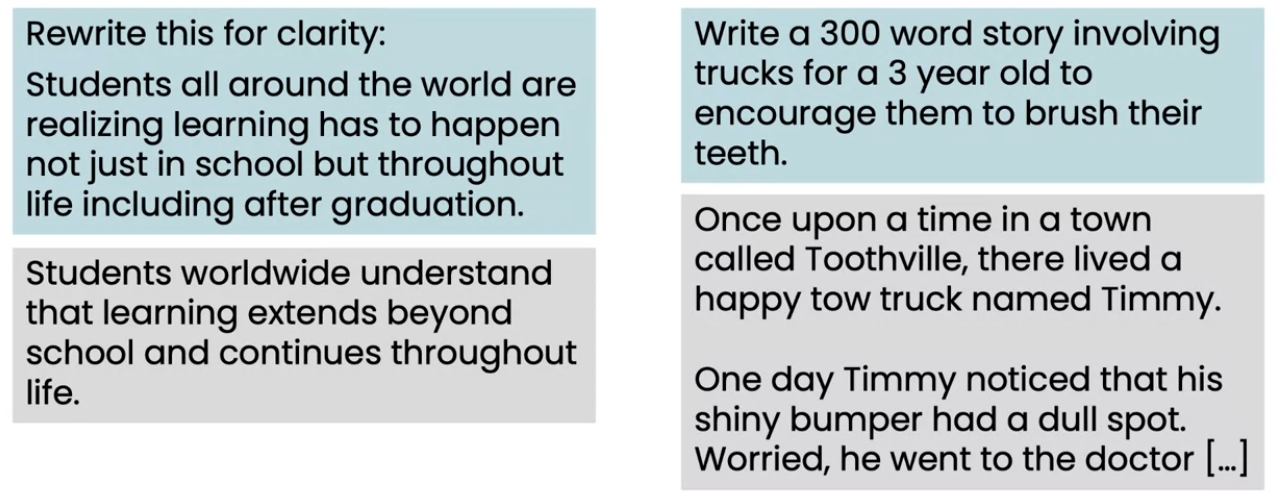 Rewrite this for clarity:
Students all around the world are
realizing learning has to happen
not just in school but throughout
life including after graduation.
Students worldwide understand
that learning extends beyond
school and continues throughout
life.
Write a 300 word story involving
trucks for a 3 year old to
encourage them to brush their
teeth.
Once upon a time in a town
called Toothville, there lived a
happy tow truck named Timmy.
One day Timmy noticed that his
shiny bumper had a dull spot.
Worried, he went to the doctor [...]